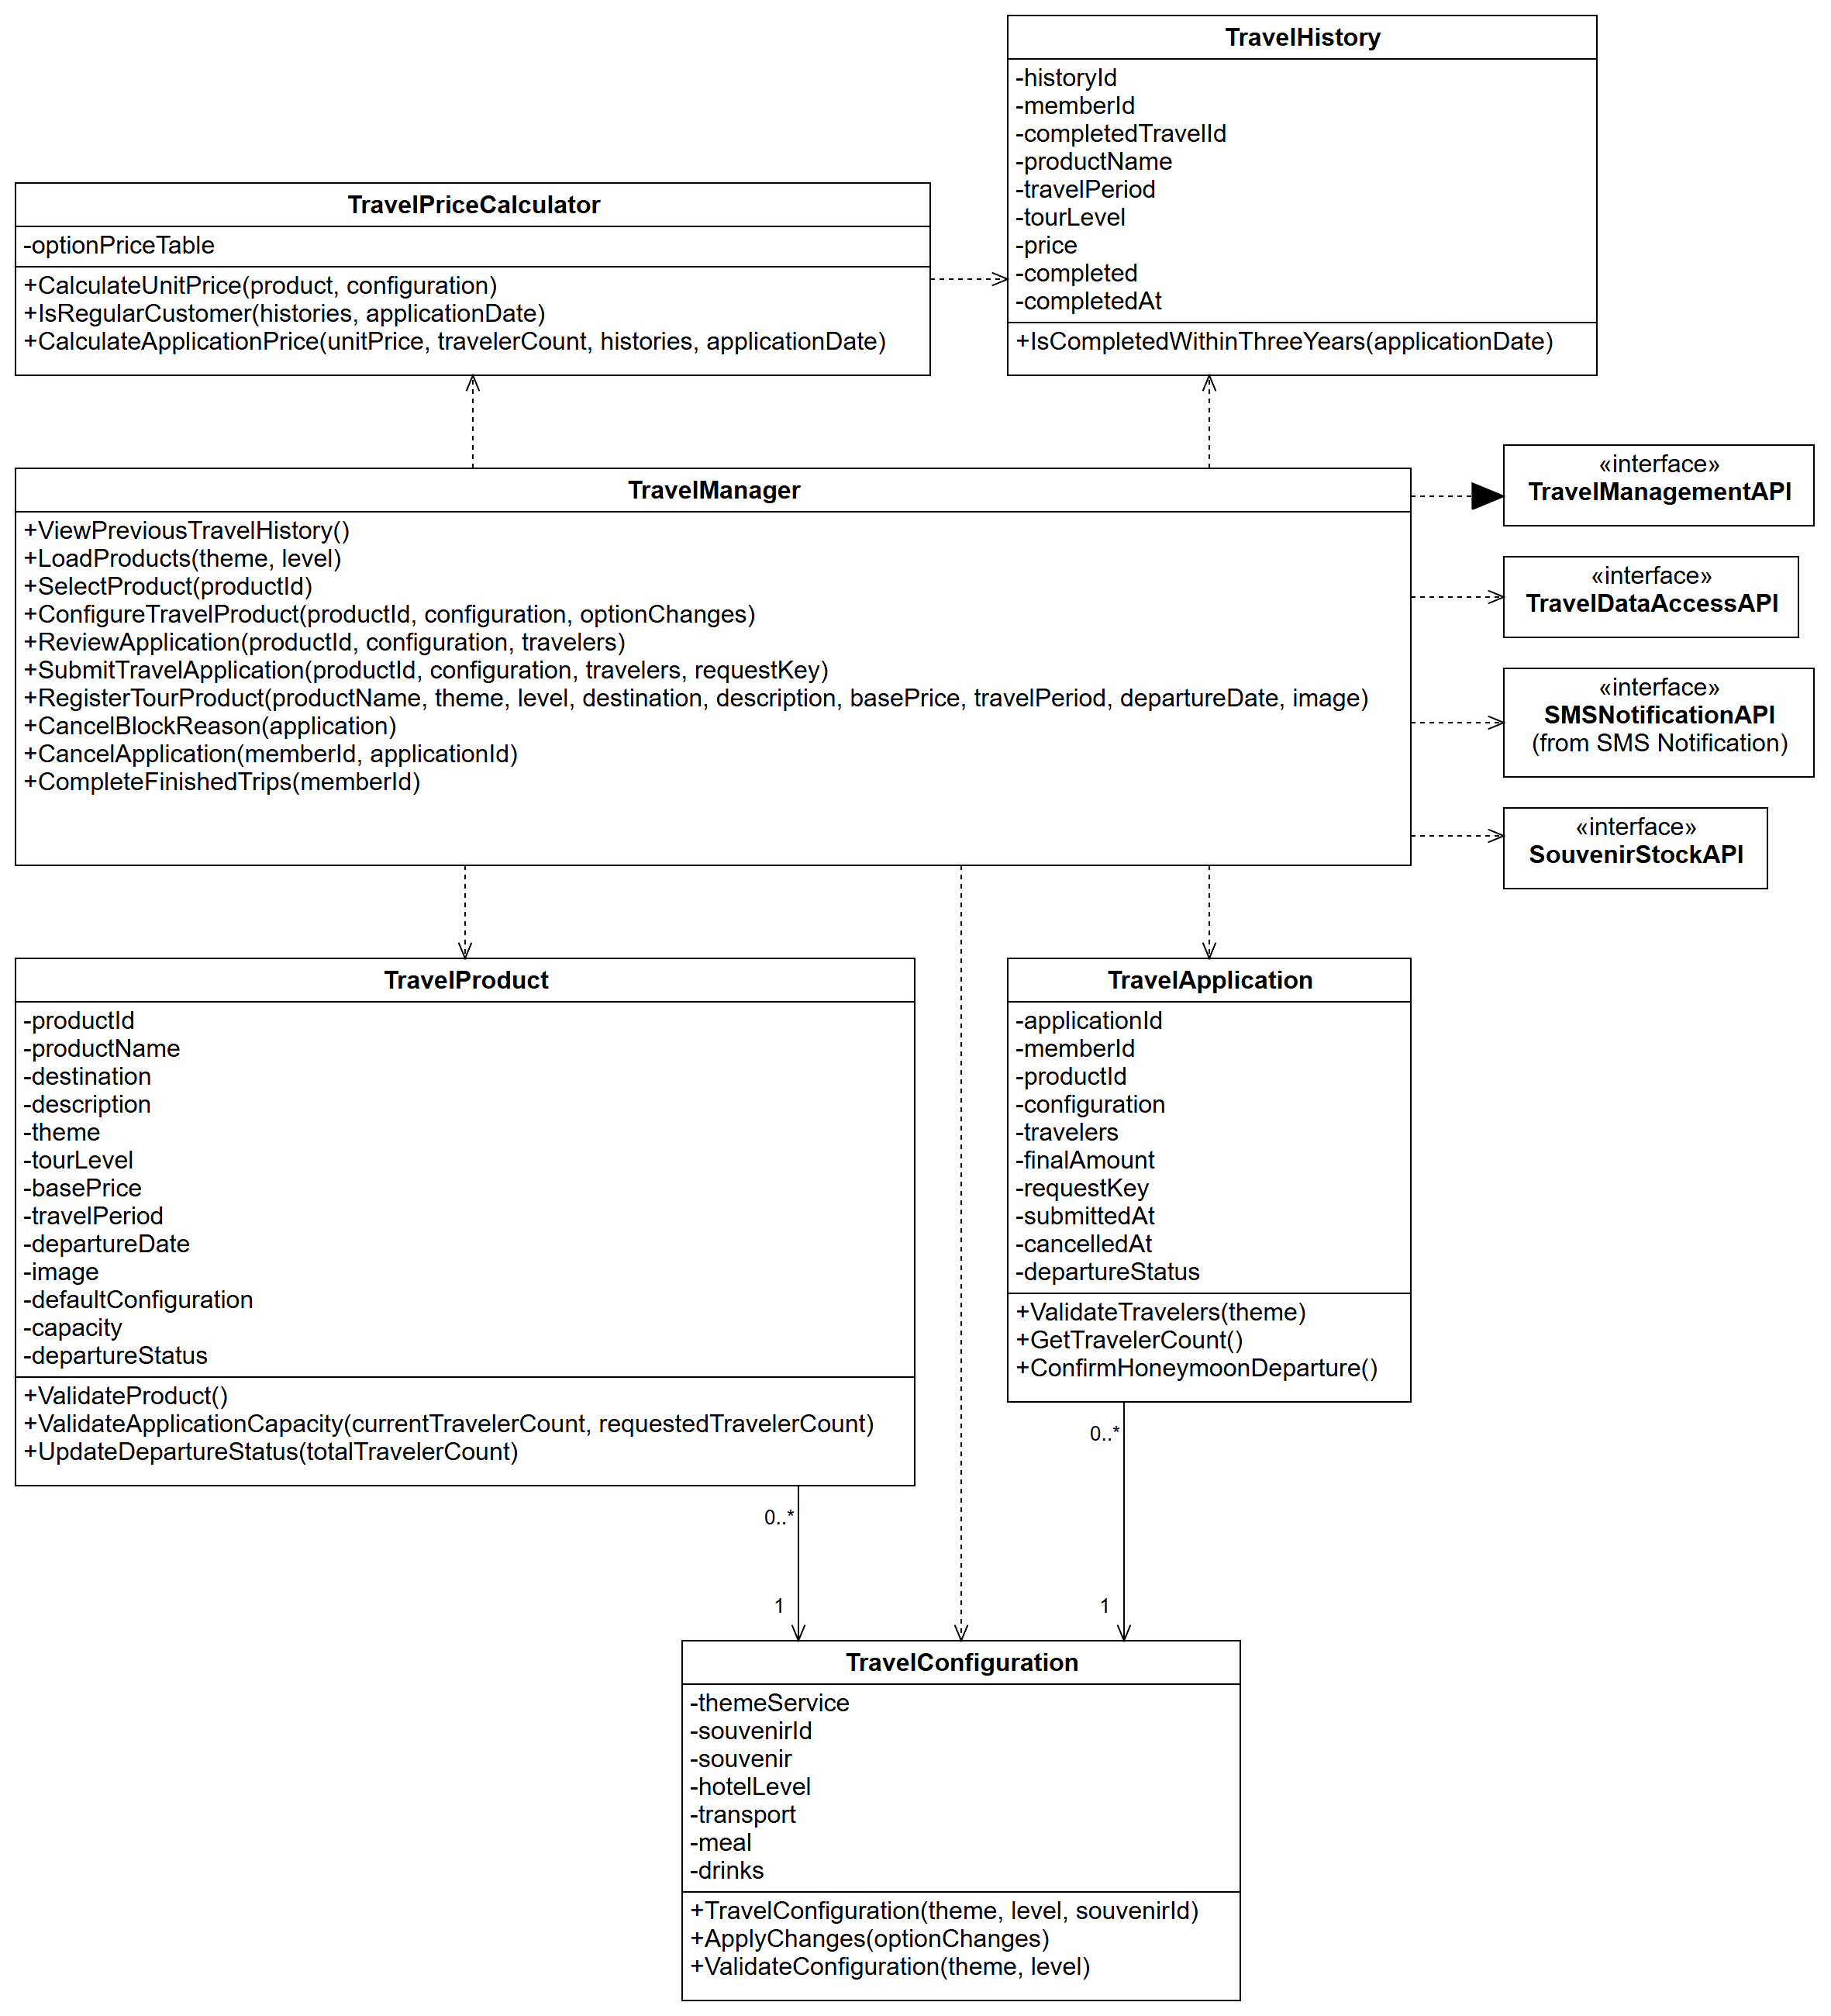 TravelHistory
-historyId
-memberId
-completedTravelId
-productName
-travelPeriod
-tourLevel
-price
-completed
-completedAt
+IsCompletedWithinThreeYears(applicationDate)
TravelPriceCalculator
-optionPriceTable
+CalculateUnitPrice(product, configuration)
+IsRegularCustomer(histories, applicationDate)
+CalculateApplicationPrice(unitPrice, travelerCount, histories, applicationDate)
TravelManager
+ViewPreviousTravelHistory()
+LoadProducts(theme, level)
+SelectProduct(productId)
+ConfigureTravelProduct(productId, configuration, optionChanges)
+ReviewApplication(productId, configuration, travelers)
+SubmitTravelApplication(productId, configuration, travelers, requestKey)
+RegisterTourProduct(productName, theme, level, destination, description, basePrice, travelPeriod, departureDate, image)
+CancelBlockReason(application)
+CancelApplication(memberId, applicationId)
+CompleteFinishedTrips(memberId)
«interface»
TravelManagementAPI
«interface»
TravelDataAccessAPI
«interface»
SMSNotificationAPI
(from SMS Notification)
«interface»
SouvenirStockAPI
TravelProduct
-productId
-productName
-destination
-description
-theme
-tourLevel
-basePrice
-travelPeriod
-departureDate
-image
-defaultConfiguration
-capacity
-departureStatus
+ValidateProduct()
+ValidateApplicationCapacity(currentTravelerCount, requestedTravelerCount)
+UpdateDepartureStatus(totalTravelerCount)
TravelApplication
-applicationId
-memberId
-productId
-configuration
-travelers
-finalAmount
-requestKey
-submittedAt
-cancelledAt
-departureStatus
+ValidateTravelers(theme)
+GetTravelerCount()
+ConfirmHoneymoonDeparture()
0..*
0..*
1
1
TravelConfiguration
-themeService
-souvenirId
-souvenir
-hotelLevel
-transport
-meal
-drinks
+TravelConfiguration(theme, level, souvenirId)
+ApplyChanges(optionChanges)
+ValidateConfiguration(theme, level)